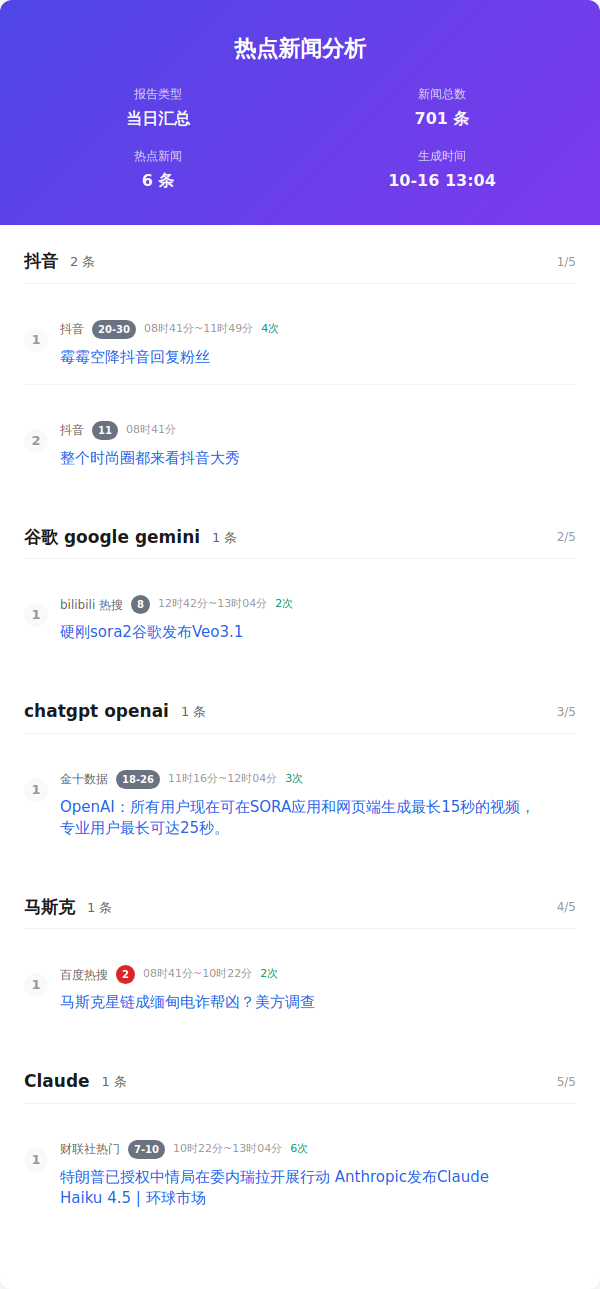 热点新闻分析
报告类型
新闻总数
当日汇总
701 条
热点新闻
生成时间
6 条
10-16 13:04
抖音 2 条 1/5
1 抖音 20-30 08时41分~11时49分 4次
霉霉空降抖音回复粉丝
2 抖音 11 08时41分
整个时尚圈都来看抖音大秀
谷歌 google gemini 1 条 2/5
1 bilibili 热搜 8 12时42分~13时04分 2次
硬刚sora2谷歌发布Veo3.1
chatgpt openai 1 条 3/5
1 金十数据 18-26 11时16分~12时04分 3次
OpenAI：所有用户现在可在SORA应用和网页端生成最长15秒的视频，
专业用户最长可达25秒。
马斯克 1 条 4/5
1 百度热搜 2 08时41分~10时22分 2次
马斯克星链成缅甸电诈帮凶？美方调查
Claude 1 条 5/5
1 财联社热门 7-10 10时22分~13时04分 6次
特朗普已授权中情局在委内瑞拉开展行动 Anthropic发布Claude
Haiku 4.5 | 环球市场